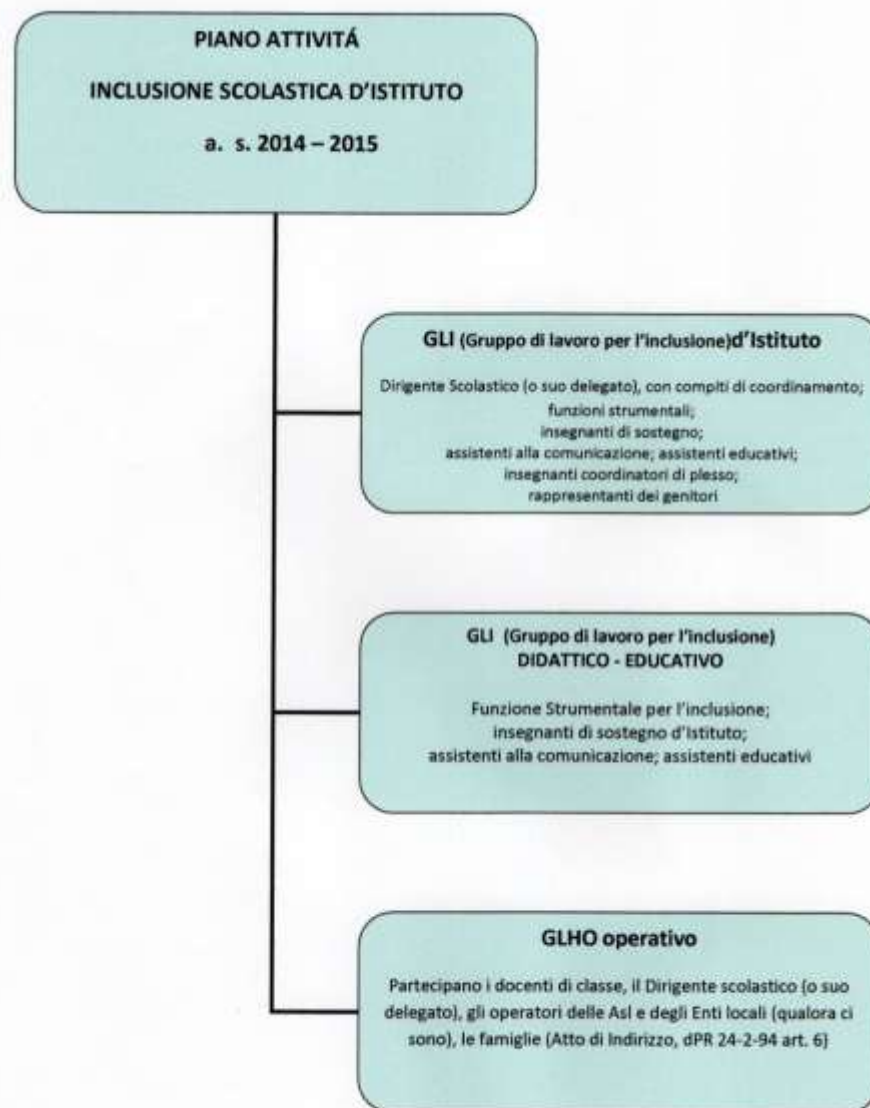 PIANO ATTIVITÁ
INCLUSIONE SCOLASTICA D'ISTITUTO
a. s. 2014 – 2015
GLI (Gruppo di lavoro per l'inclusione)d'Istituto
Dirigente Scolastico (o suo delegato), con compiti di coordinamento;
funzioni strumentali;
insegnanti di sostegno;
assistenti alla comunicazione; assistenti educativi;
insegnanti coordinatori di plesso;
rappresentanti dei genitori
GLI (Gruppo di lavoro per l'inclusione)
DIDATTICO - EDUCATIVO
Funzione Strumentale per l'inclusione;
insegnanti di sostegno d'Istituto;
assistenti alla comunicazione; assistenti educativi
GLHO operativo
Partecipano i docenti di classe, il Dirigente scolastico (o suo
delegato), gli operatori delle Asl e degli Enti locali (qualora ci
sono), le famiglie (Atto di Indirizzo, dPR 24-2-94 art. 6)